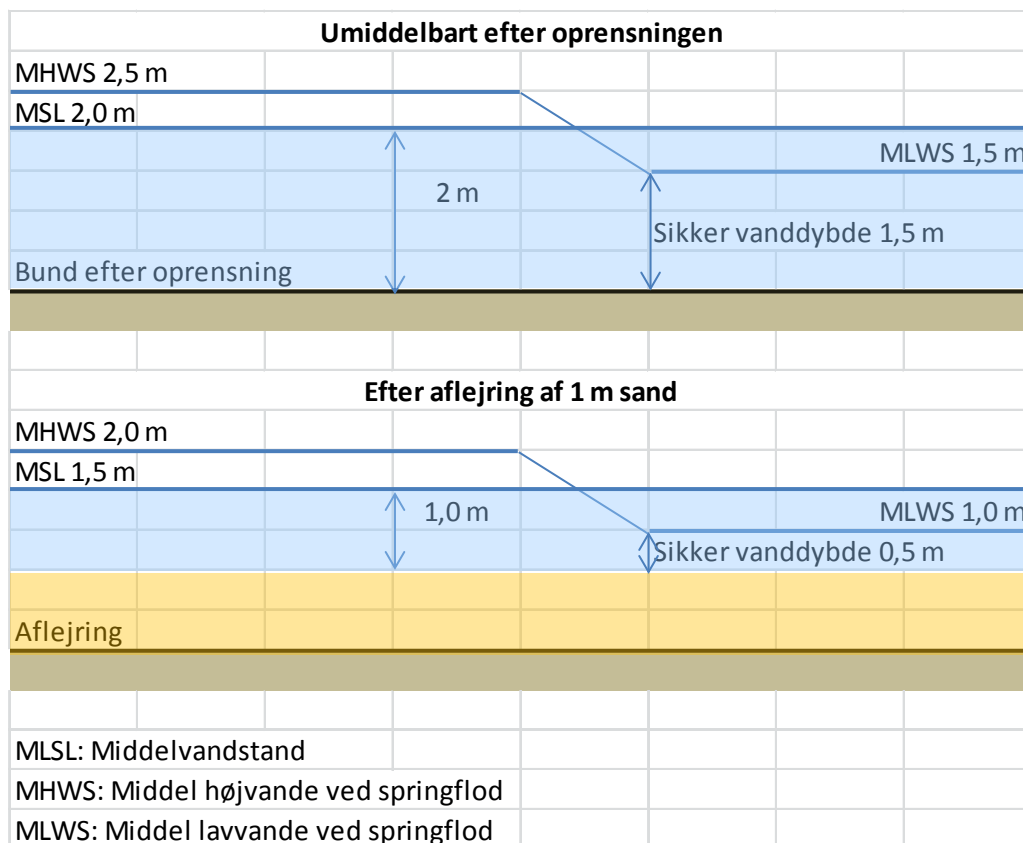 Umiddelbart efter oprensningen
MHWS 2,5 m
MSL 2,0 m
MLWS 1,5 m
2 m
Sikker vanddybde 1,5 m
Bund efter oprensning
Efter aflejring af 1 m sand
MHWS 2,0 m
MSL 1,5 m
1,0 m
MLWS 1,0 m
Sikker vanddybde 0,5 m
Aflejring
MLSL: Middelvandstand
MHWS: Middel højvande ved springflod
MLWS: Middel lavvande ved springflod